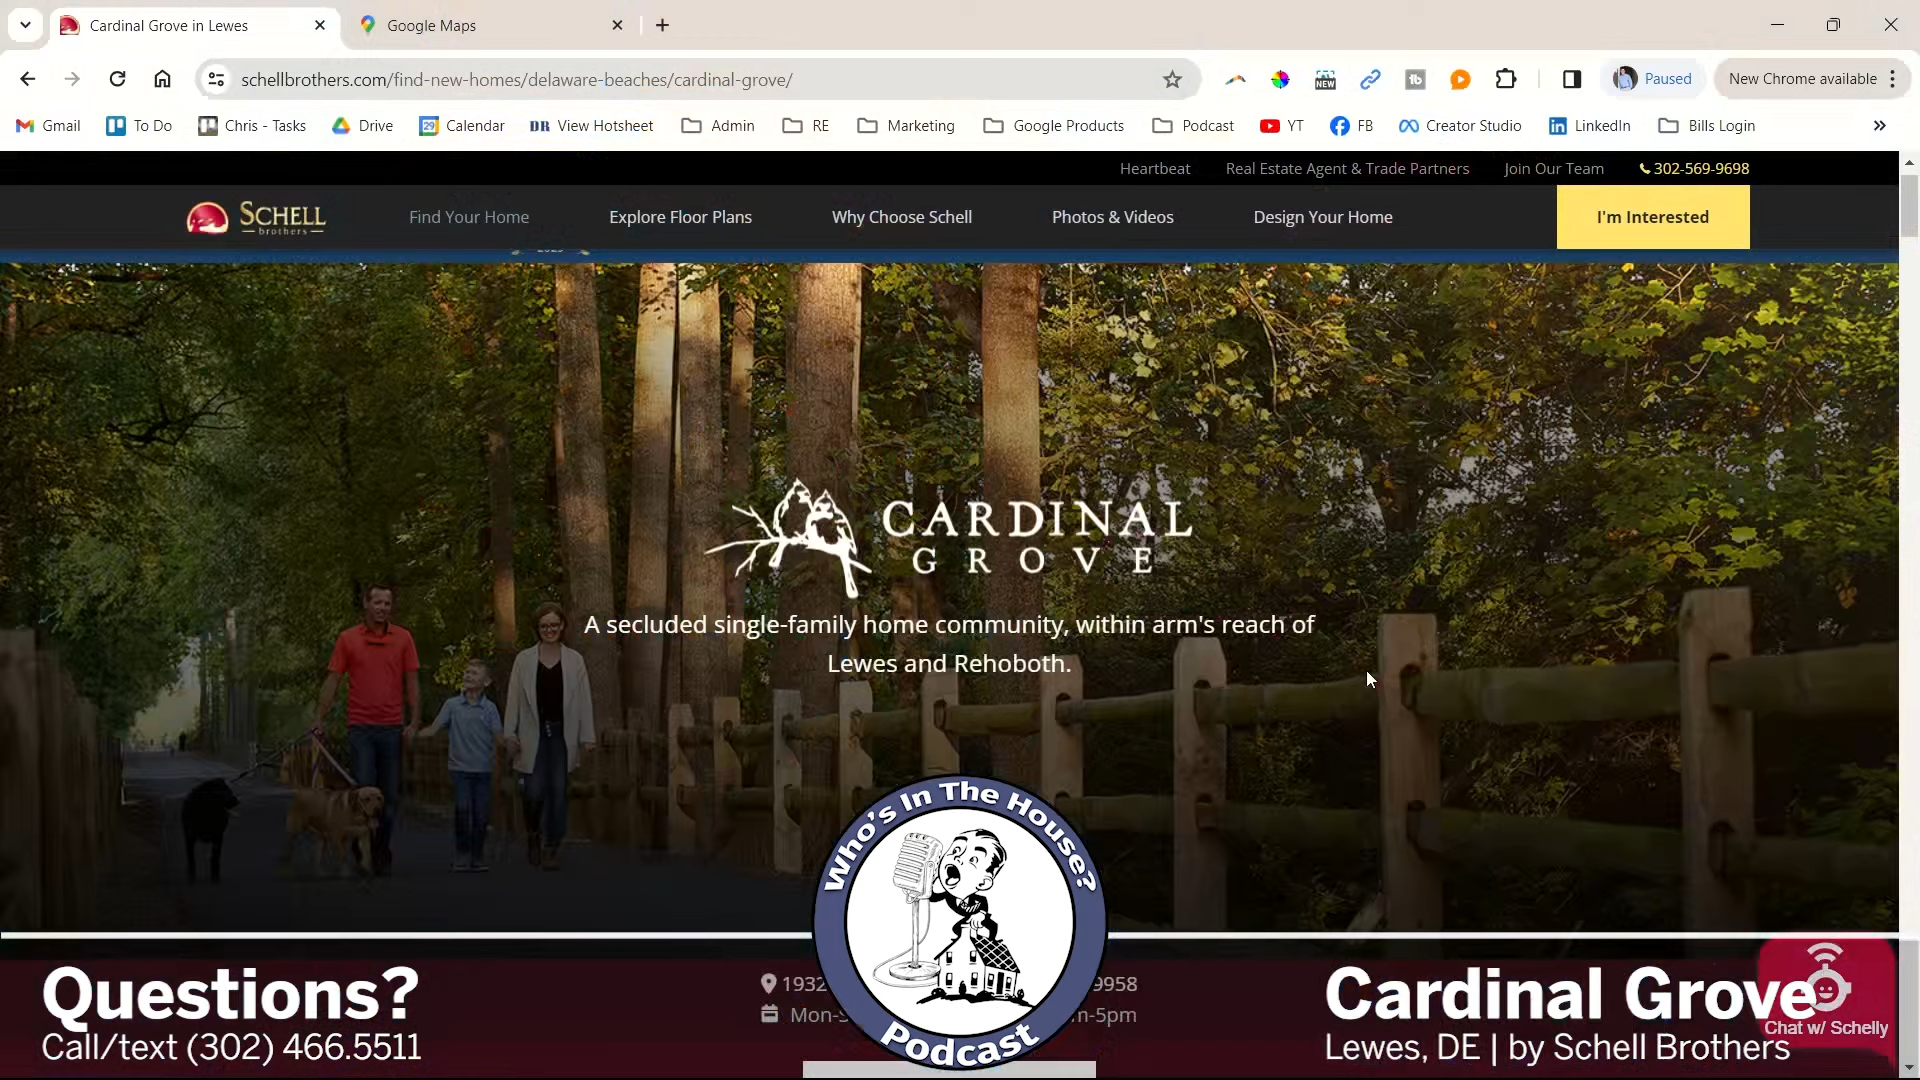 Cardinal Grove in Lewes
Google Maps
schellbrothers.com/find-new-homes/delaware-beaches/cardinal-grove/
NEW
Paused
New Chrome available
Gmail
To Do
Chris - Tasks
Drive
Calendar
DR View Hotsheet
Admin
RE
Marketing
Google Products
Podcast
YT
FB
Creator Studio
LinkedIn
Bills Login
Heartbeat
Real Estate Agent & Trade Partners
Join Our Team
302-569-9698
SCHELL
brothers
Find Your Home
Explore Floor Plans
Why Choose Schell
Photos & Videos
Design Your Home
I'm Interested
CARDINAL
GROVE
A secluded single-family home community, within arm's reach of
Lewes and Rehoboth.
Who's In The House?
Podcast
Questions?
Call/text (302) 466.5511
1932
9958
Mon-S
n-5pm
Cardinal Grove
Lewes, DE | by Schell Brothers
Chat w/ Schelly